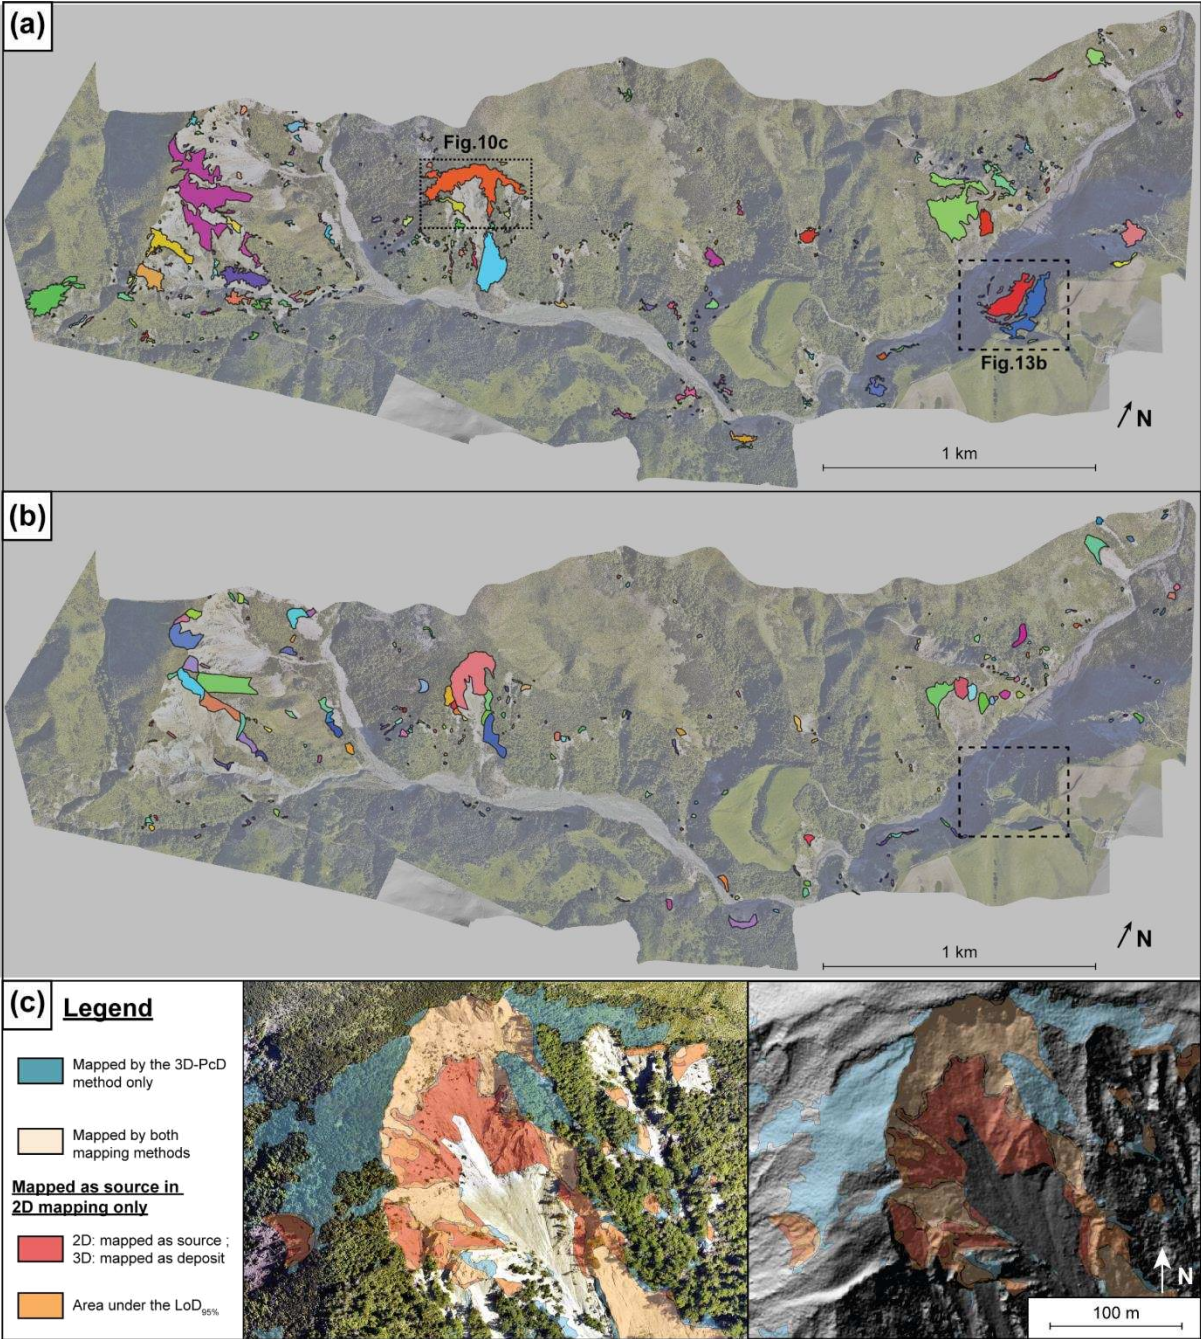 (a)
Fig.10c
Fig.13b
N
1 km
(b)
N
1 km
(c) Legend
Mapped by the 3D-PcD
method only
Mapped by both
mapping methods
Mapped as source in
2D mapping only
2D: mapped as source ;
3D: mapped as deposit
Area under the LoD95%
N
100 m